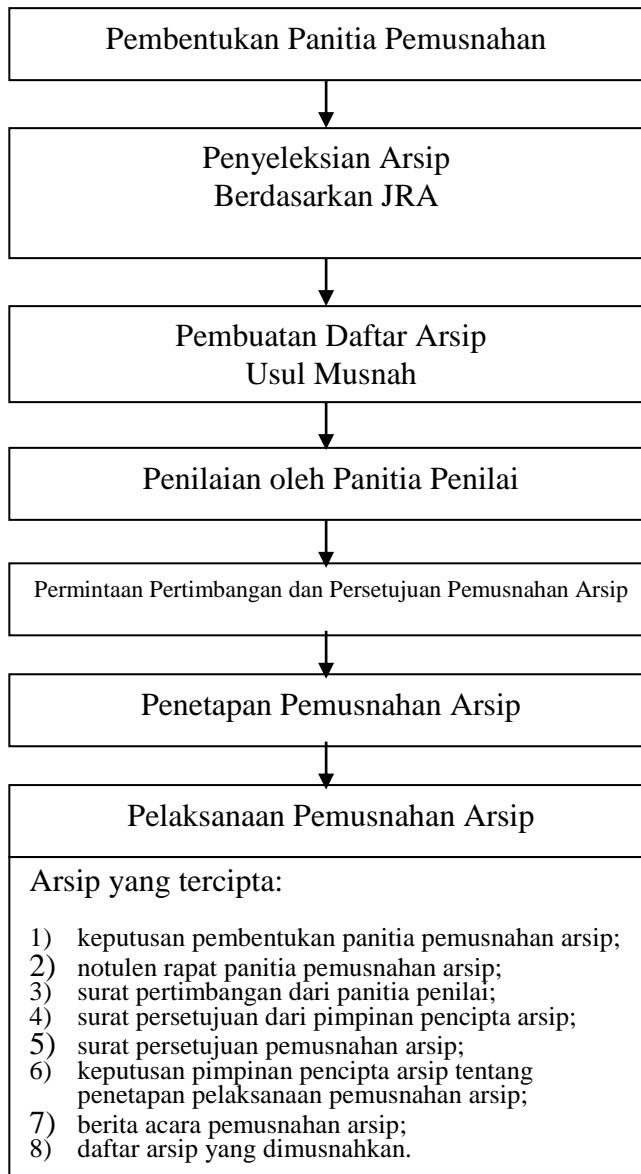 Pembentukan Panitia Pemusnahan
Penyeleksian Arsip
Berdasarkan JRA
Pembuatan Daftar Arsip
Usul Musnah
Penilaian oleh Panitia Penilai
Permintaan Pertimbangan dan Persetujuan Pemusnahan Arsip
Penetapan Pemusnahan Arsip
Pelaksanaan Pemusnahan Arsip
Arsip yang tercipta:
1) keputusan pembentukan panitia pemusnahan arsip;
2) notulen rapat panitia pemusnahan arsip;
3) surat pertimbangan dari panitia penilai;
4) surat persetujuan dari pimpinan pencipta arsip;
5) surat persetujuan pemusnahan arsip;
6) keputusan pimpinan pencipta arsip tentang
penetapan pelaksanaan pemusnahan arsip;
7) berita acara pemusnahan arsip;
8) daftar arsip yang dimusnahkan.